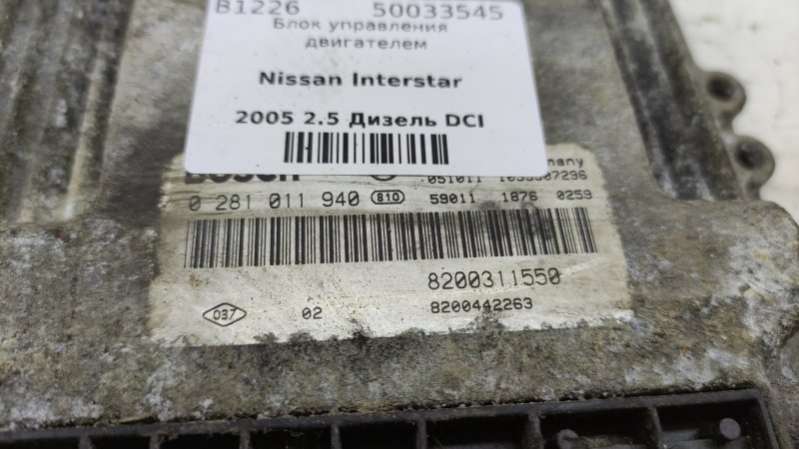 B1226 50033545
Блок управления
двигателем
Nissan Interstar
2005 2.5 Дизель DCI
0 281 011 940 810 59011 1876 0259
8200311550
037 02 8200442263